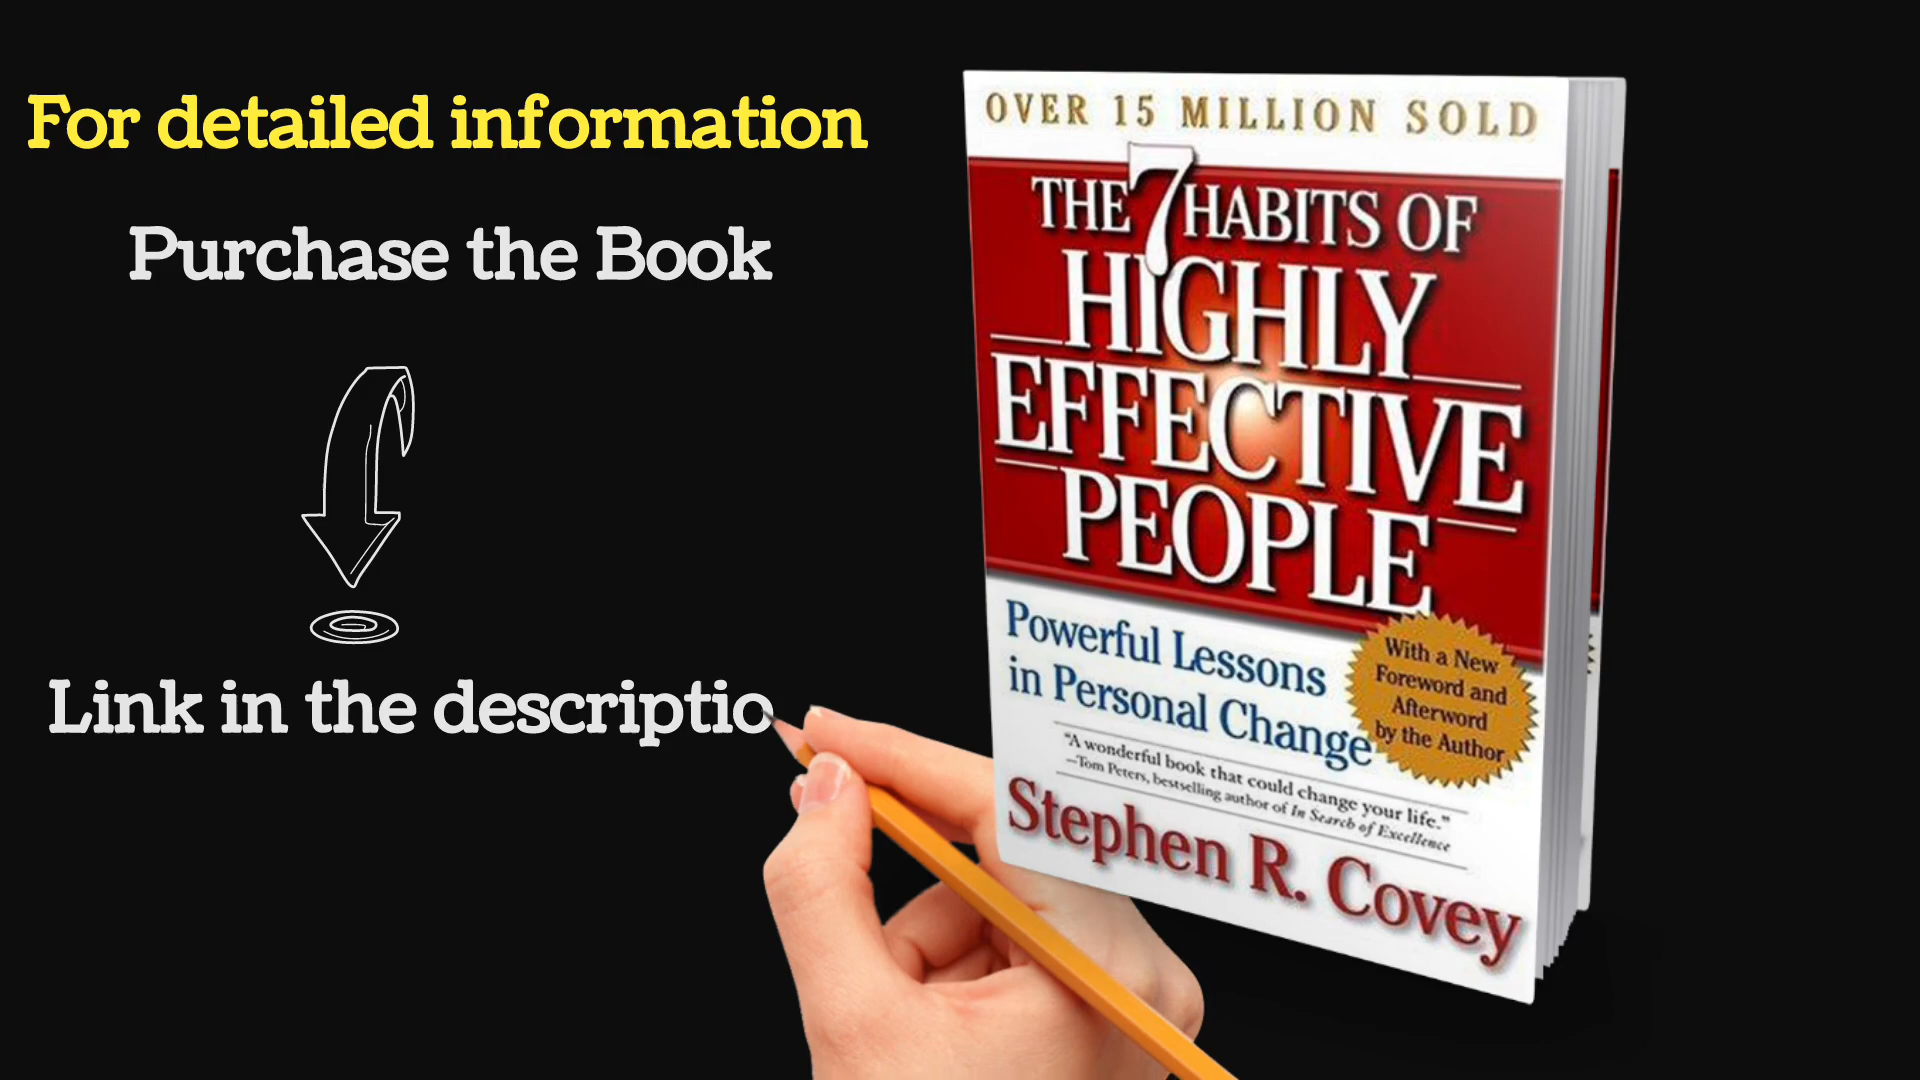 For detailed information
Purchase the Book
Link in the descriptio
OVER 15 MILLION SOLD
THE 7 HABITS OF
HIGHLY
EFFECTIVE
PEOPLE
Powerful Lessons
in Personal Change
With a New
Foreword and
Afterword
by the Author
"A wonderful book that could change your life."
—Tom Peters, bestselling author of In Search of Excellence
Stephen R. Covey